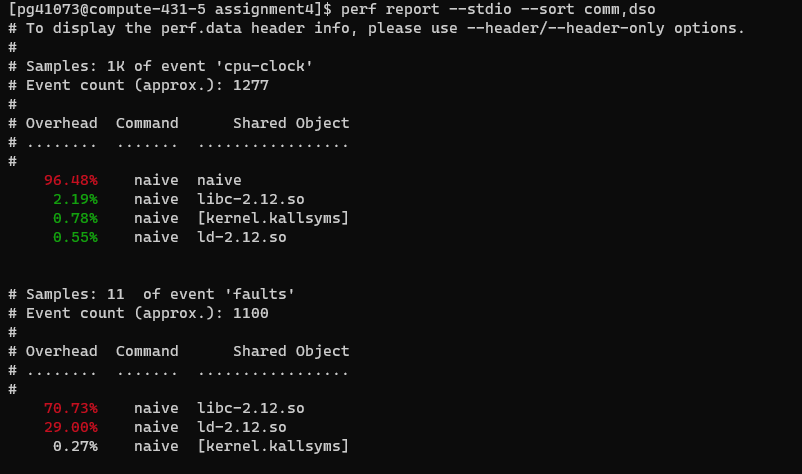 [pg41073@compute-431-5 assignment4]$ perf report --stdio --sort comm,dso
# To display the perf.data header info, please use --header/--header-only options.
#
# Samples: 1K of event 'cpu-clock'
# Event count (approx.): 1277
#
# Overhead  Command      Shared Object
# ........  .......  .................
#
    96.48%    naive  naive
     2.19%    naive  libc-2.12.so
     0.78%    naive  [kernel.kallsyms]
     0.55%    naive  ld-2.12.so
# Samples: 11  of event 'faults'
# Event count (approx.): 1100
#
# Overhead  Command      Shared Object
# ........  .......  .................
#
    70.73%    naive  libc-2.12.so
    29.00%    naive  ld-2.12.so
     0.27%    naive  [kernel.kallsyms]